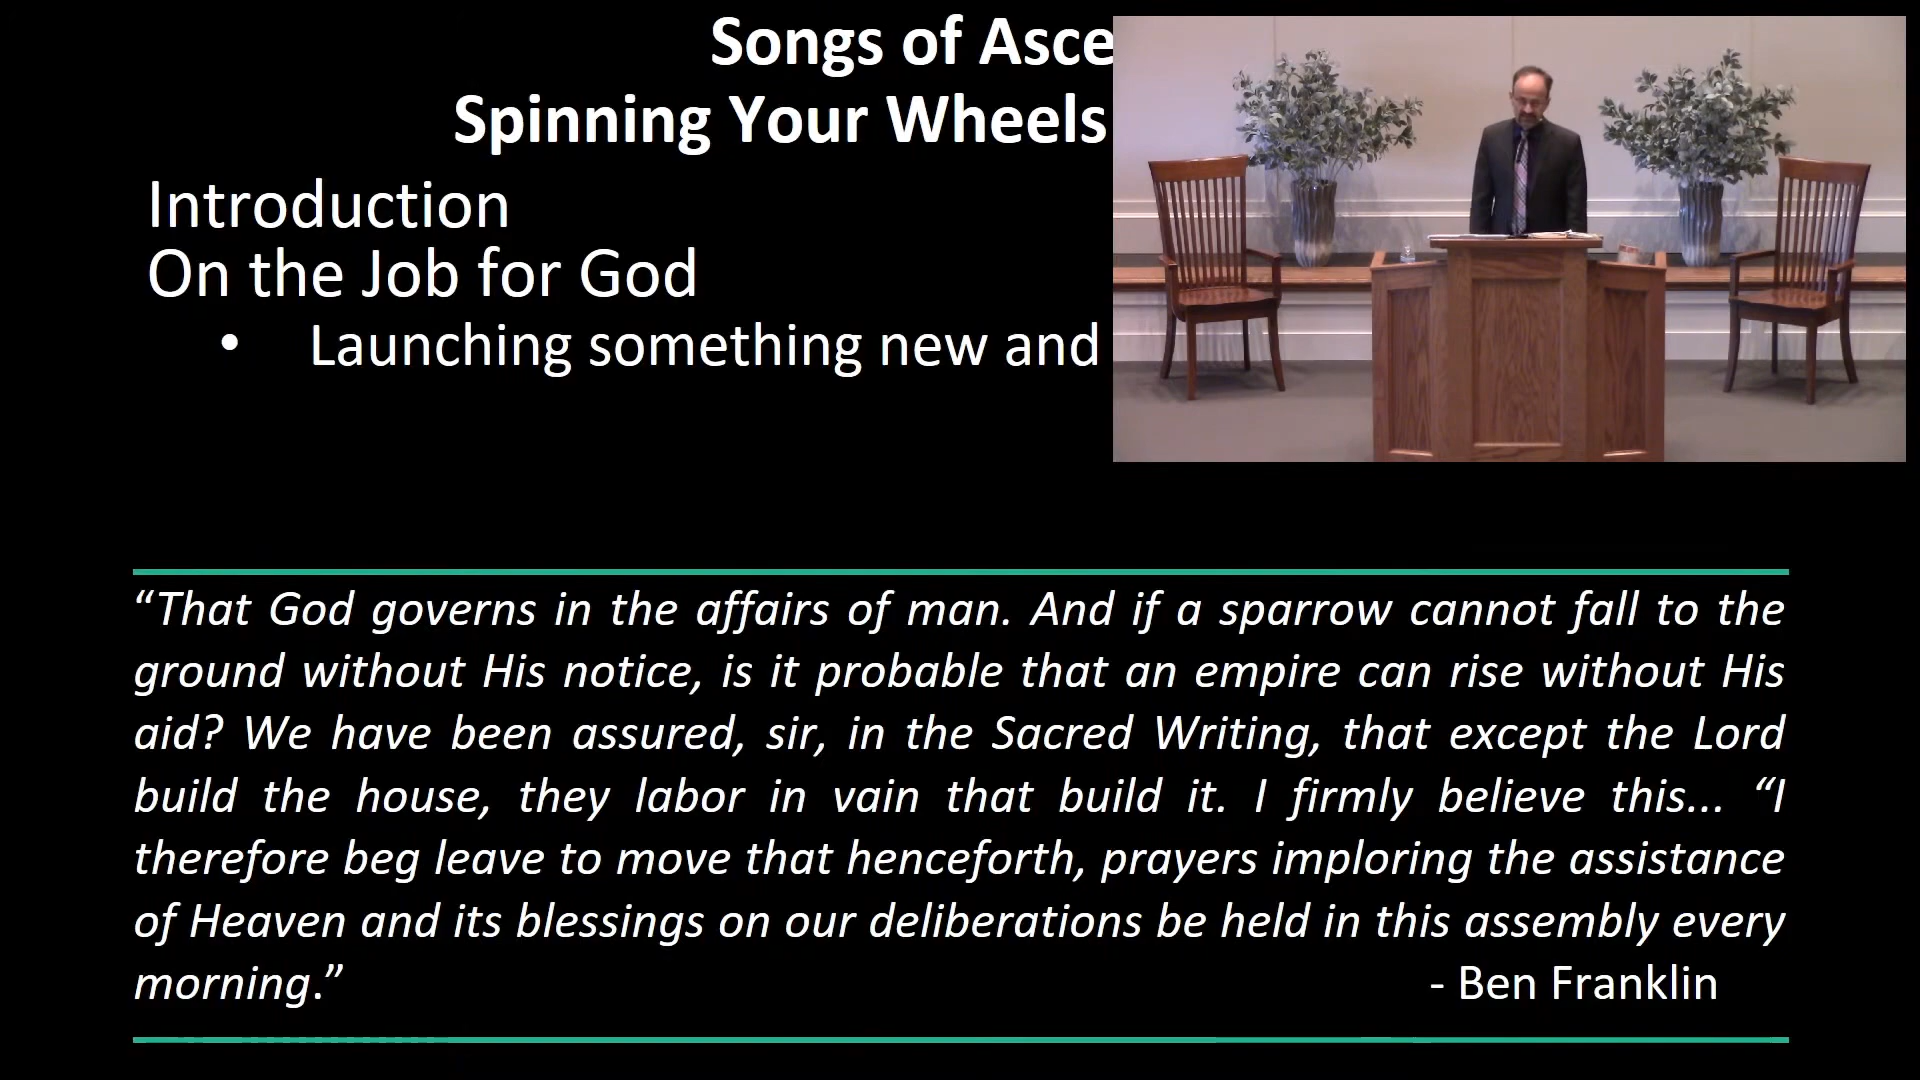 Songs of Asce
Spinning Your Wheels
Introduction
On the Job for God
• Launching something new and
“That God governs in the affairs of man. And if a sparrow cannot fall to the
ground without His notice, is it probable that an empire can rise without His
aid? We have been assured, sir, in the Sacred Writing, that except the Lord
build the house, they labor in vain that build it. I firmly believe this... “I
therefore beg leave to move that henceforth, prayers imploring the assistance
of Heaven and its blessings on our deliberations be held in this assembly every
morning.” - Ben Franklin